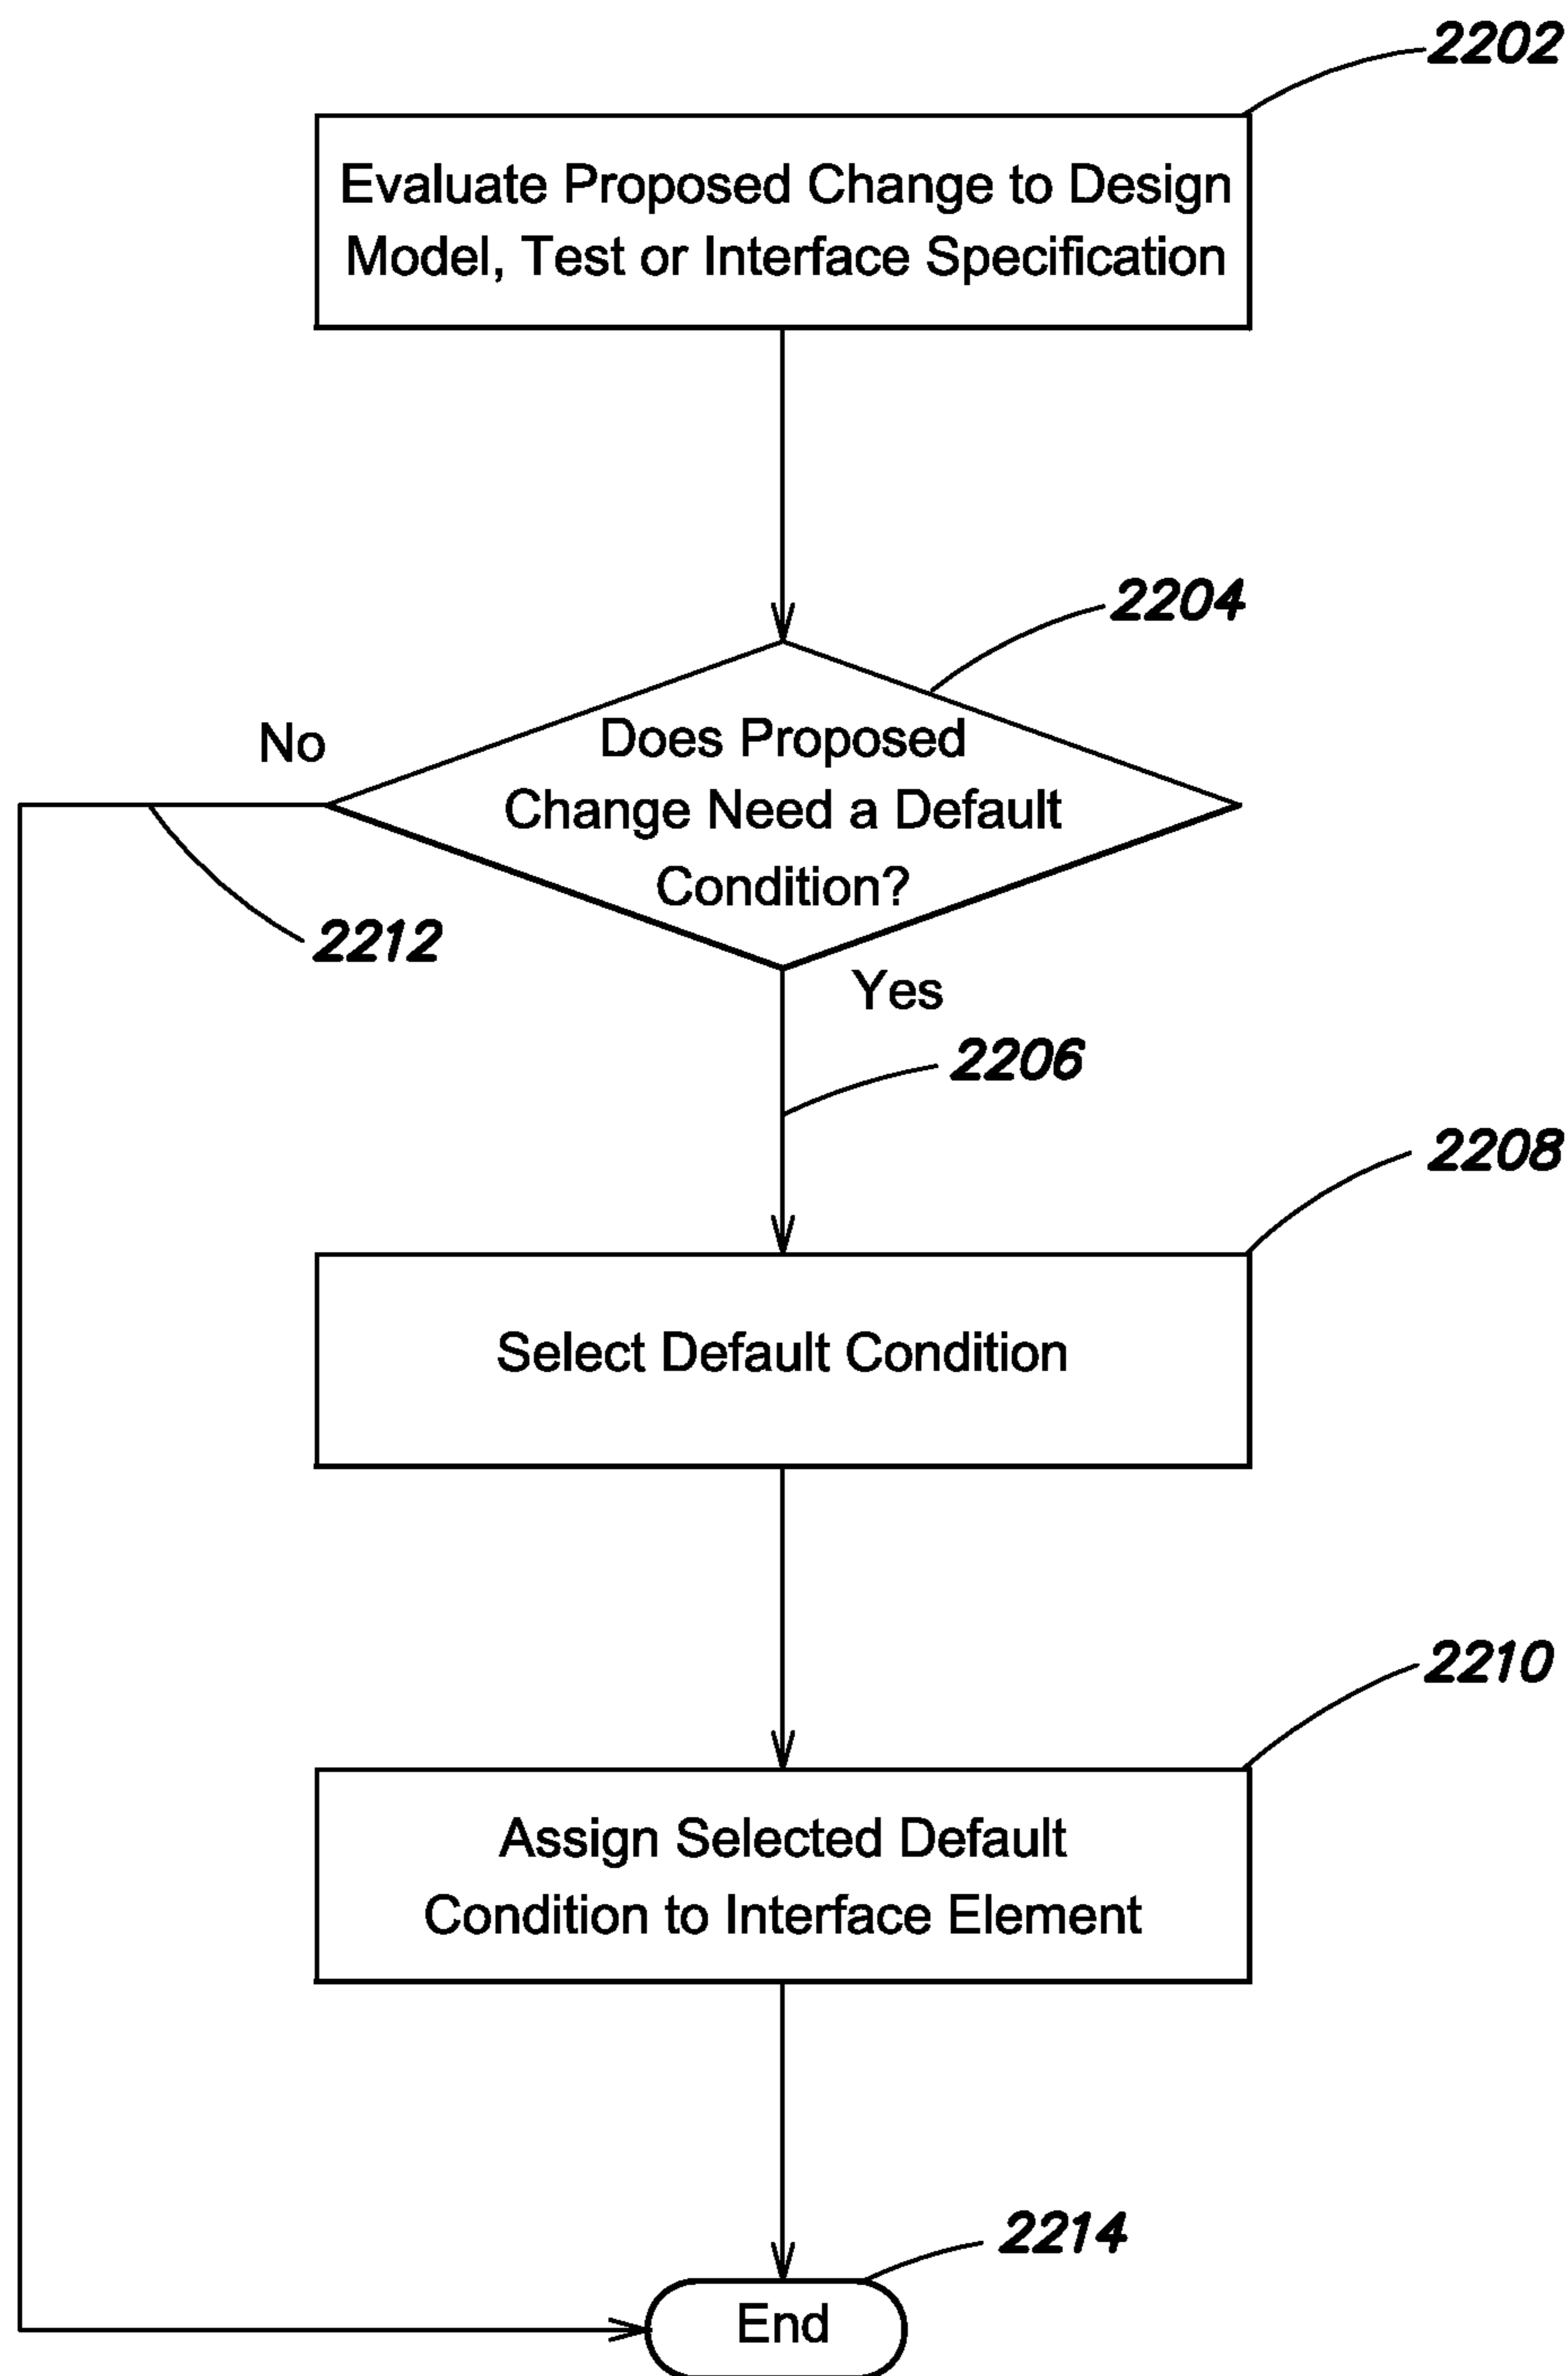 2202
Evaluate Proposed Change to Design
Model, Test or Interface Specification
2204
No
Does Proposed
Change Need a Default
Condition?
2212
Yes
2206
2208
Select Default Condition
2210
Assign Selected Default
Condition to Interface Element
2214
End